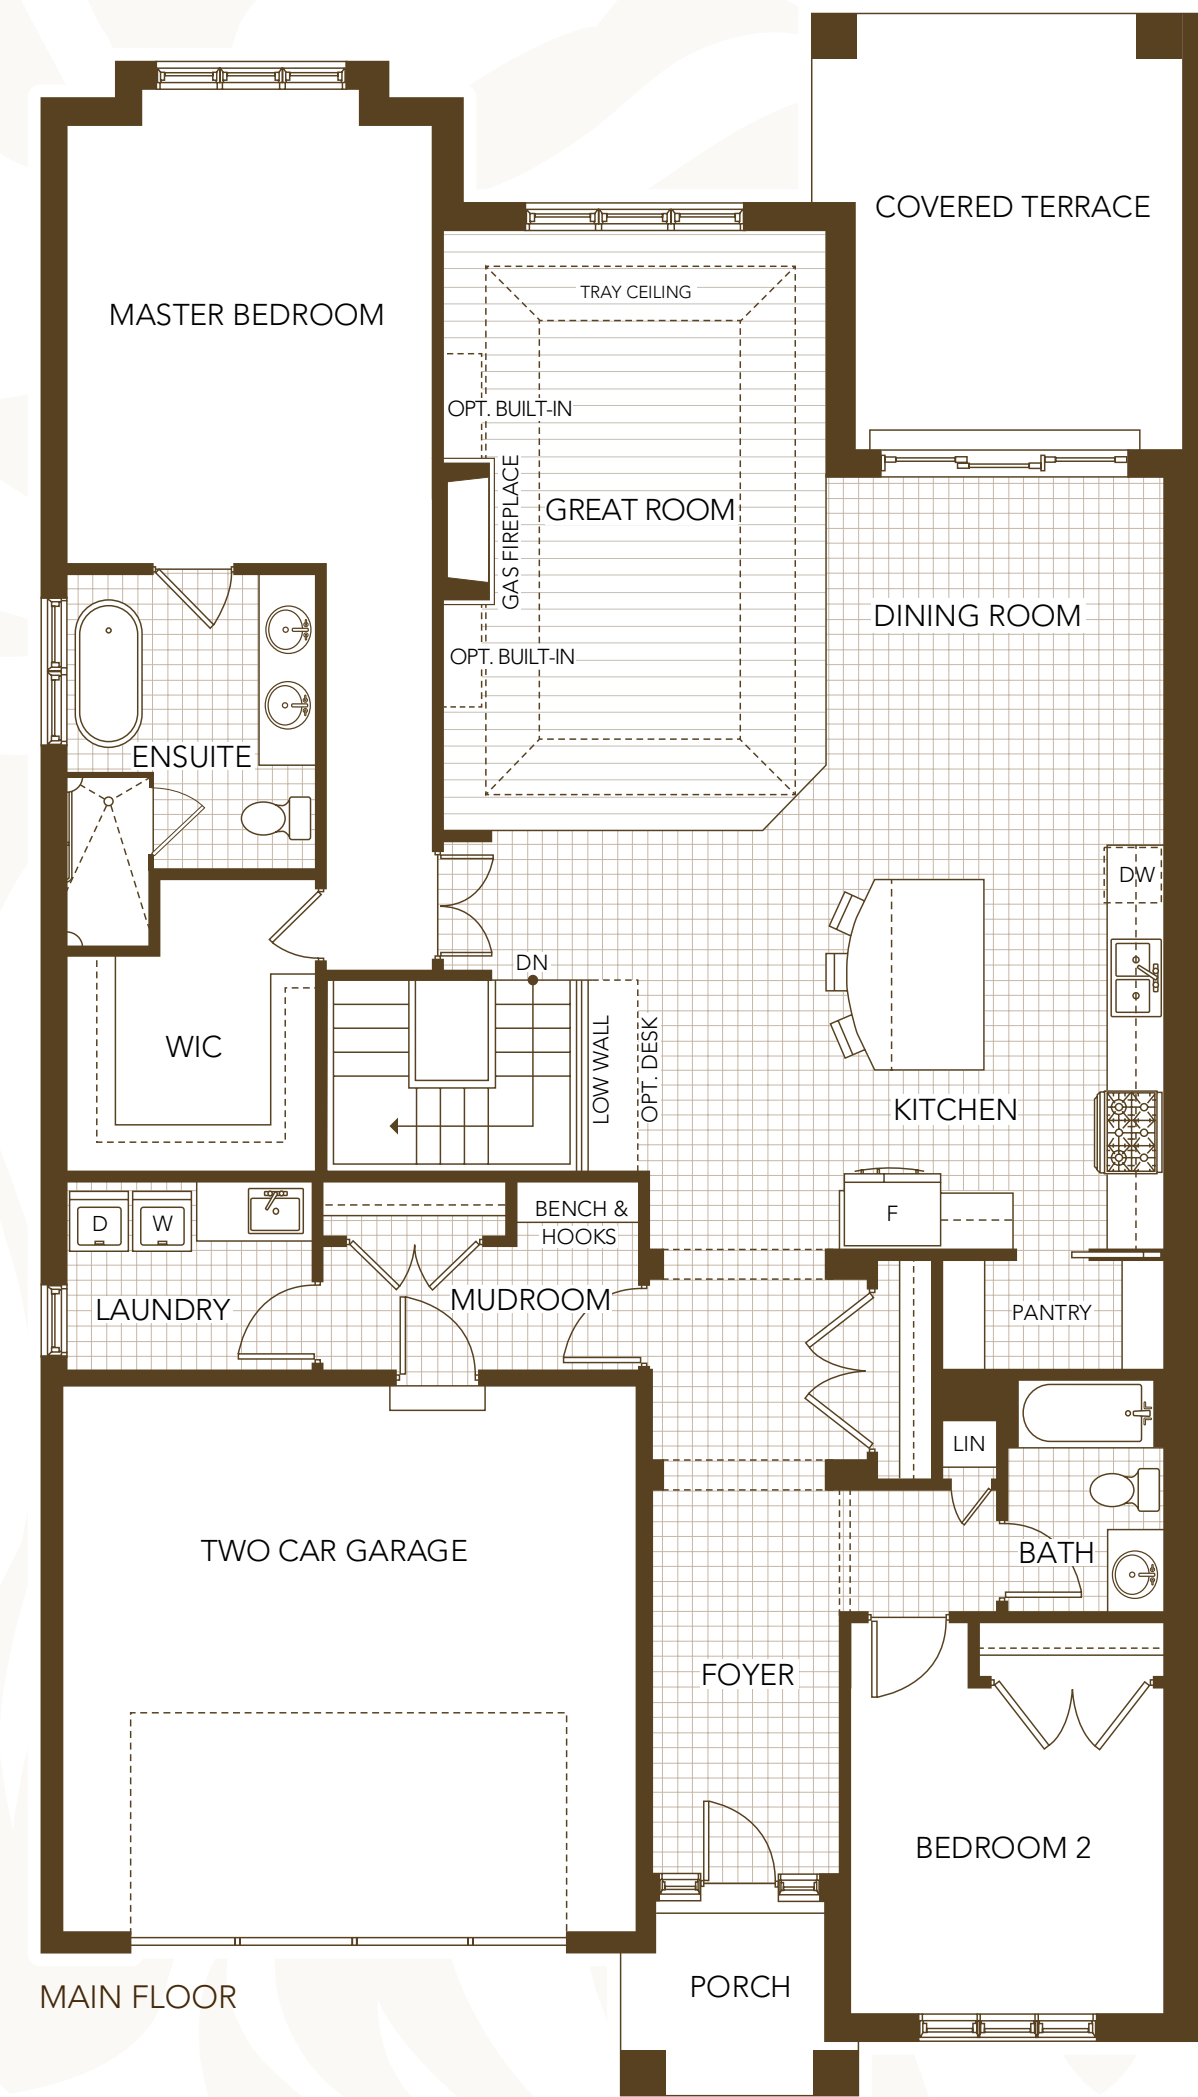 COVERED TERRACE
MASTER BEDROOM
TRAY CEILING
OPT. BUILT-IN
GAS FIREPLACE
GREAT ROOM
DINING ROOM
OPT. BUILT-IN
ENSUITE
DW
DN
WIC
LOW WALL
OPT. DESK
KITCHEN
D
W
BENCH &
HOOKS
F
LAUNDRY
MUDROOM
PANTRY
LIN
TWO CAR GARAGE
BATH
FOYER
BEDROOM 2
PORCH
MAIN FLOOR